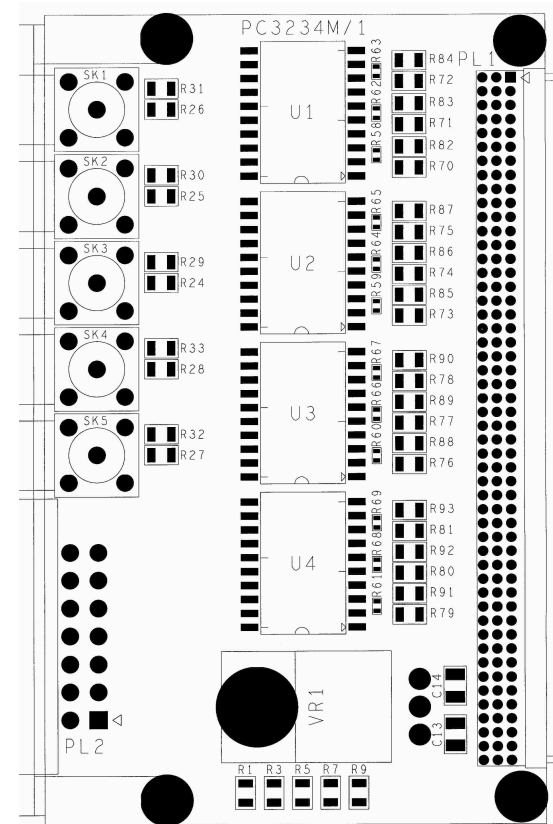 PC3234M/1
PL1
SK1
R31
R26
U1
R63
R62
R58
R84
R72
R83
R71
R82
R70
SK2
R30
R25
U2
R65
R64
R59
R87
R75
R86
R74
R85
R73
SK3
R29
R24
SK4
R33
R28
U3
R67
R66
R60
R90
R78
R89
R77
R88
R76
SK5
R32
R27
U4
R69
R68
R61
R93
R81
R92
R80
R91
R79
VR1
C14
C13
PL2
R1 R3 R5 R7 R9